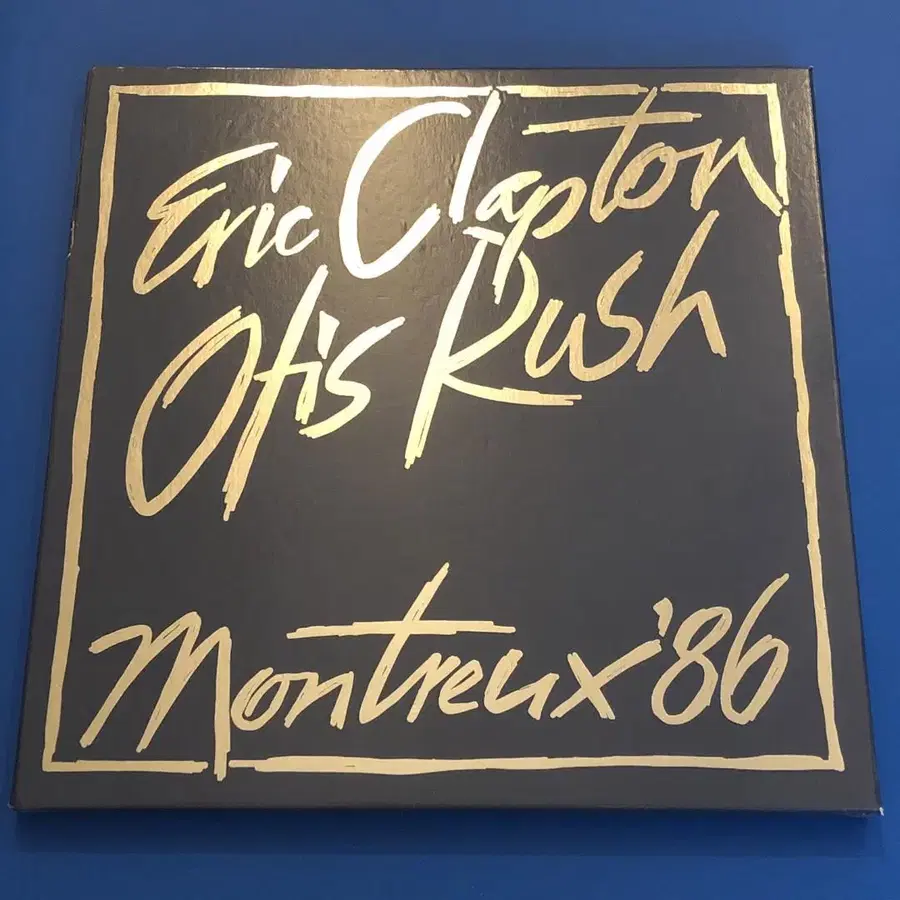 Eric Clapton
Otis Rush
Montreux '86